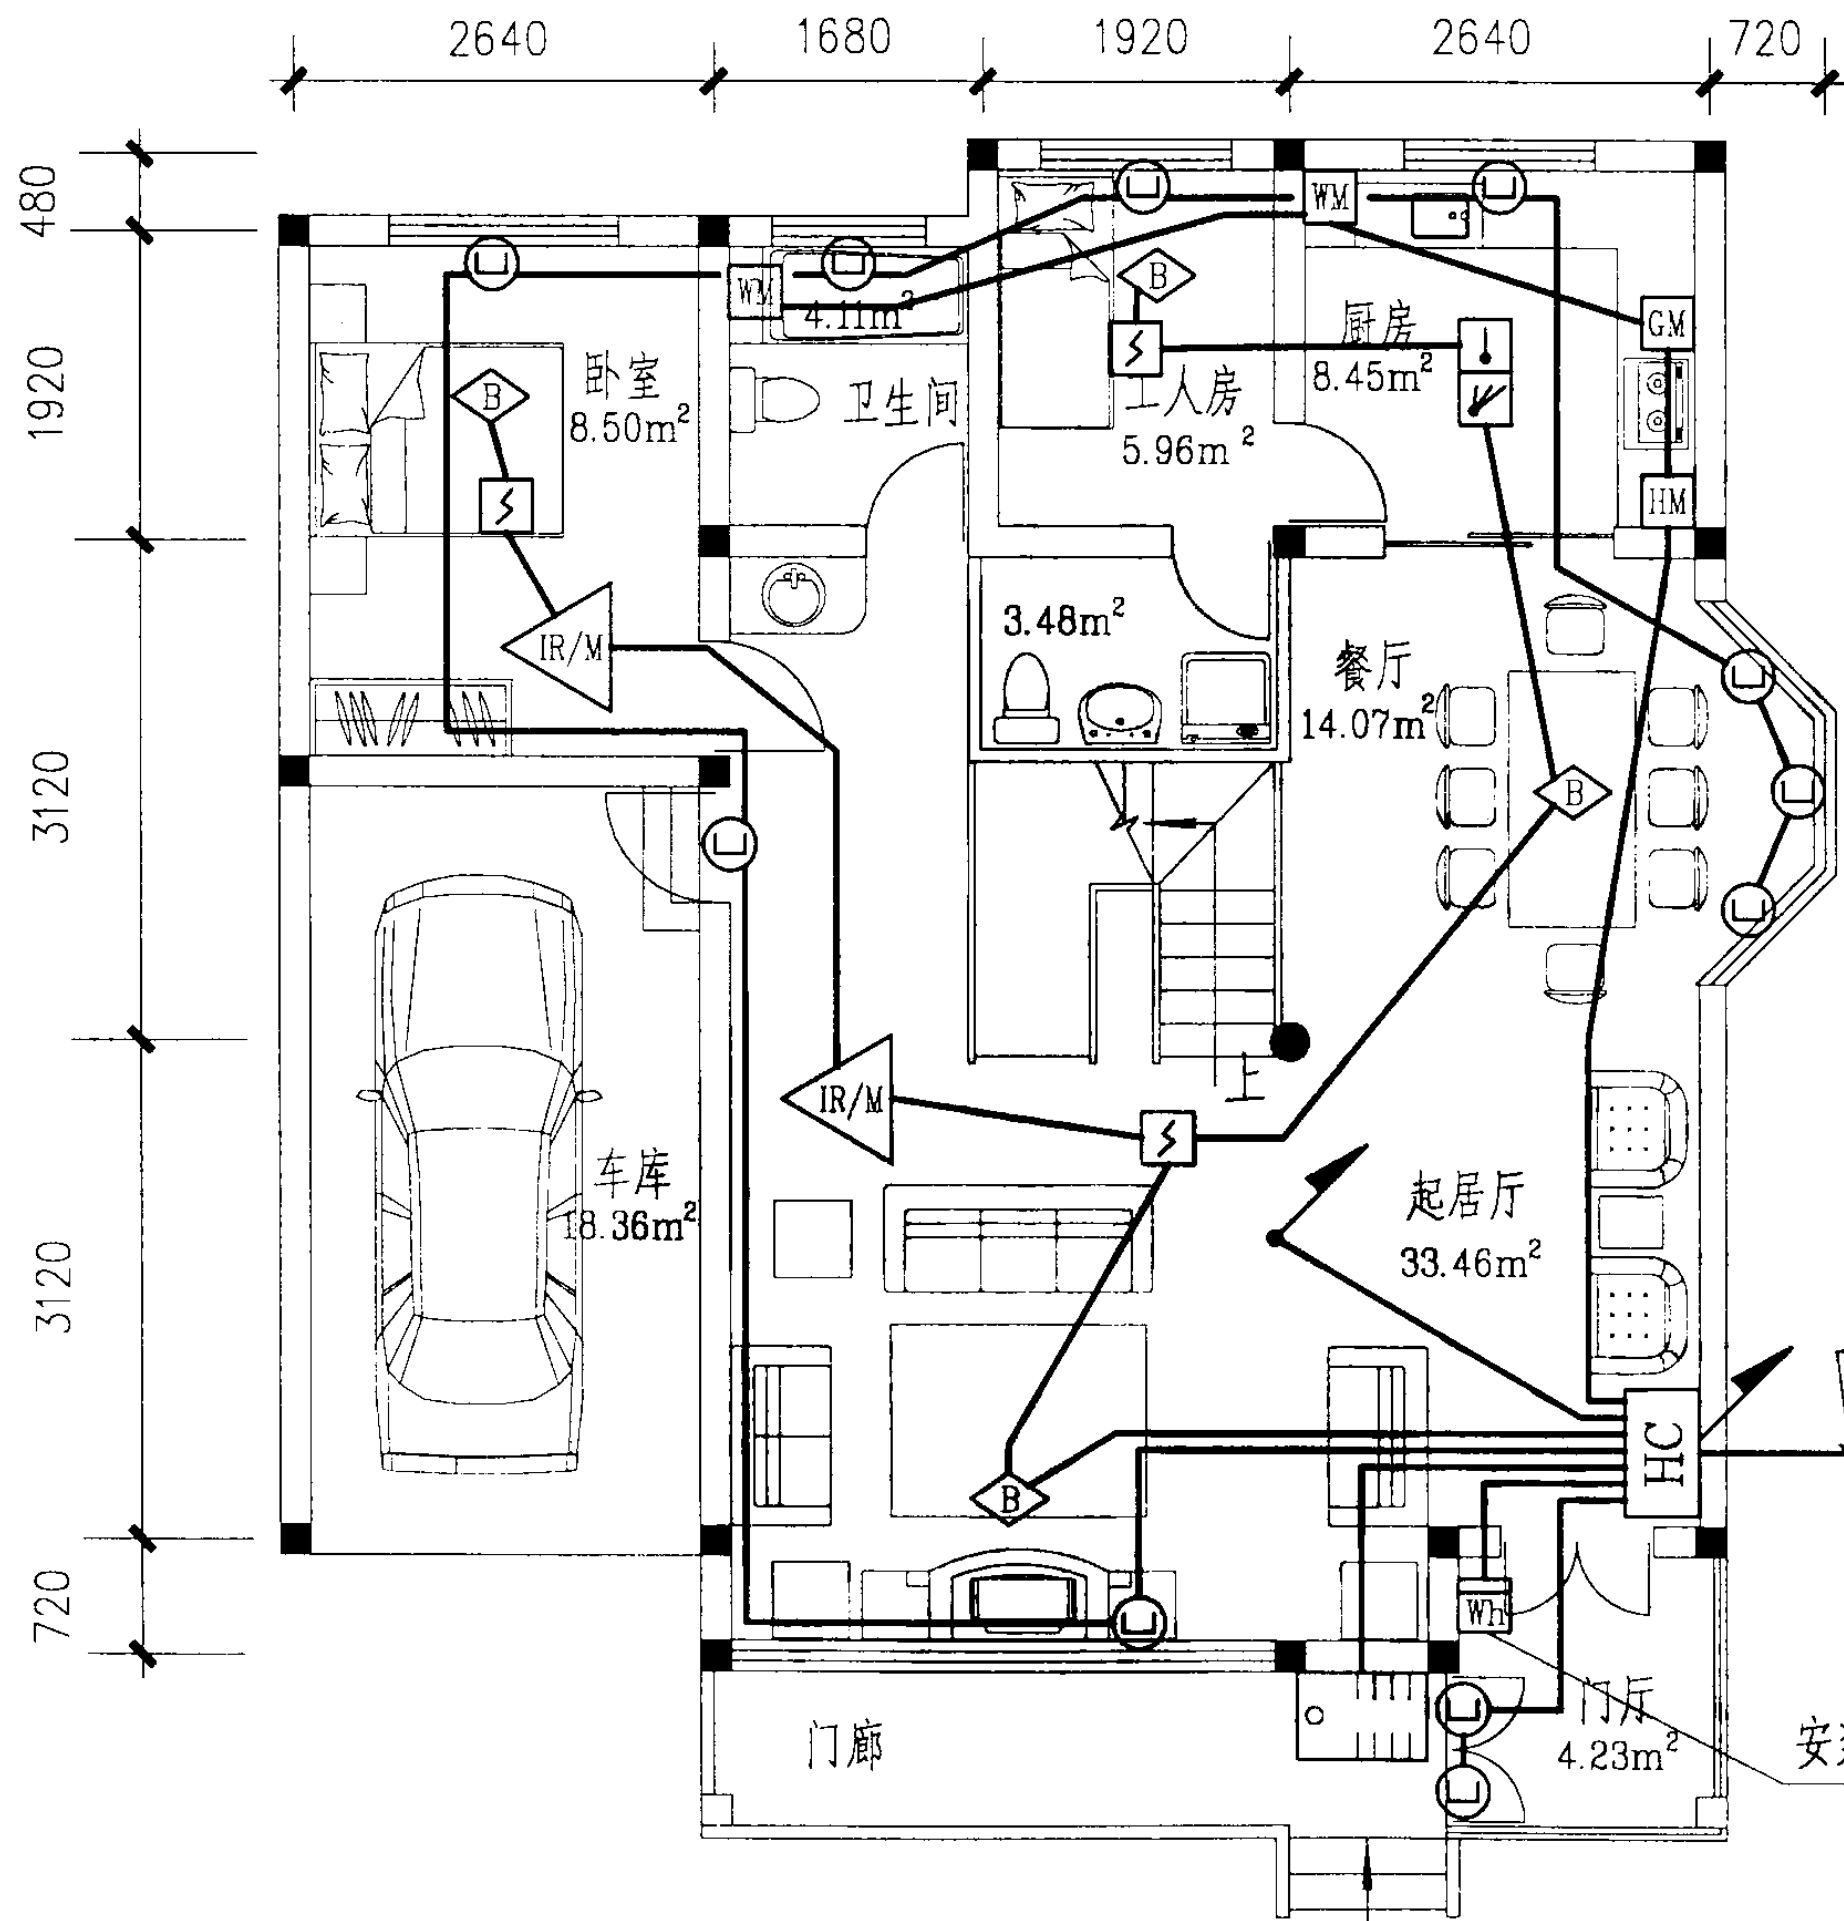 2640 1680 1920 2640 720
480
1920
3120
3120
720
WM
B
WM
4.11m²
GM
厨房
8.45m²
卧室
8.50m²
B
卫生间
工人房
5.96m²
HM
3.48m²
IR/M
餐厅
14.07m²
B
IR/M
上
车库
18.36m²
起居厅
33.46m²
HC
B
Wh
门厅
4.23m²
门廊
安